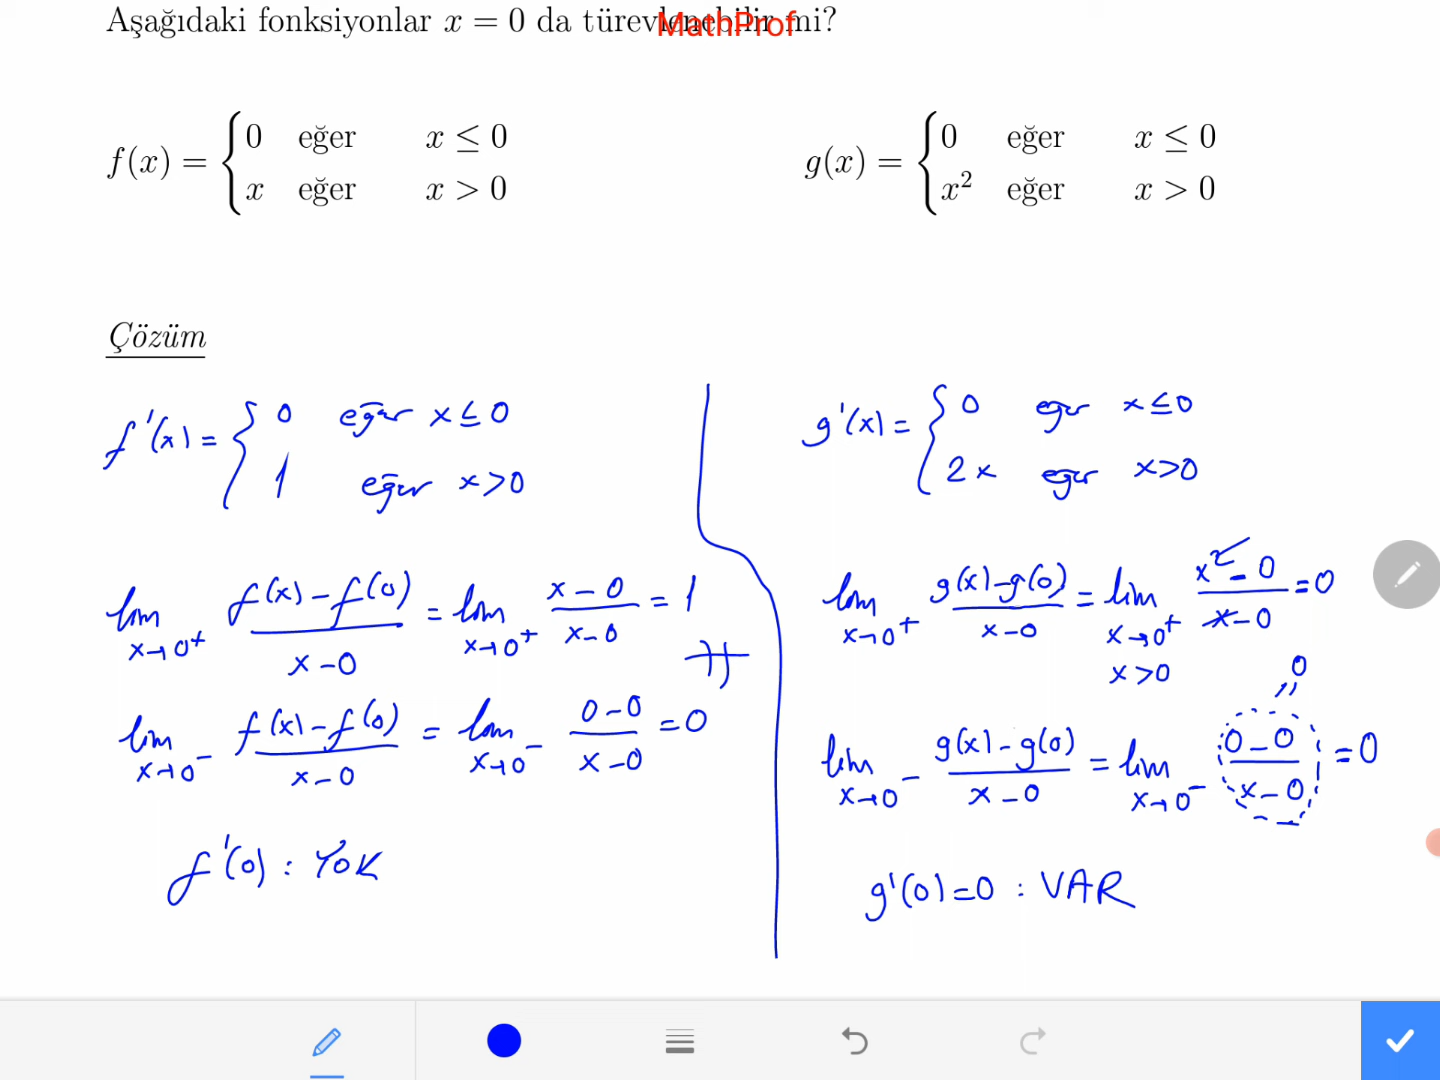 Aşağıdaki fonksiyonlar x = 0 da türevlenebilir mi?
MathProf
f(x) = { 0 eğer x ≤ 0
x eğer x > 0
g(x) = { 0 eğer x ≤ 0
x² eğer x > 0
Çözüm
f'(x) = { 0 eğer x ≤ 0
1 eğer x > 0
lim x→0⁺ (f(x) − f(0))/(x − 0) = lim x→0⁺ (x − 0)/(x − 0) = 1
≠
lim x→0⁻ (f(x) − f(0))/(x − 0) = lim x→0⁻ (0 − 0)/(x − 0) = 0
f'(0) : YOK
g'(x) = { 0 eğer x ≤ 0
2x eğer x > 0
lim x→0⁺ (g(x) − g(0))/(x − 0) = lim x→0⁺ x>0 (x² − 0)/(x − 0) = 0
0
"
lim x→0⁻ (g(x) − g(0))/(x − 0) = lim x→0⁻ (0 − 0)/(x − 0) = 0
g'(0) = 0 : VAR